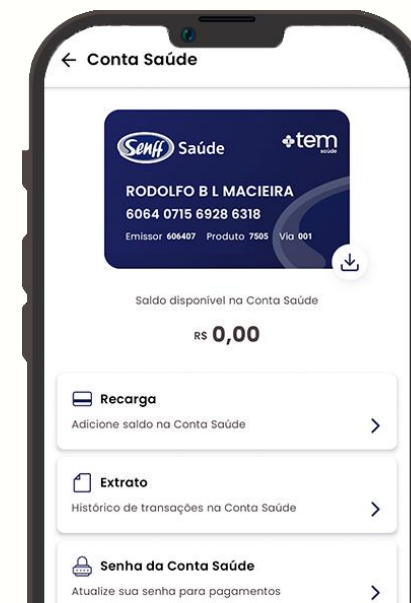 ← Conta Saúde
Senff Saúde
tem
saúde
RODOLFO B L MACIEIRA
6064 0715 6928 6318
Emissor 606407 Produto 7505 Via 001
Saldo disponível na Conta Saúde
R$ 0,00
Recarga
Adicione saldo na Conta Saúde
Extrato
Histórico de transações na Conta Saúde
Senha da Conta Saúde
Atualize sua senha para pagamentos